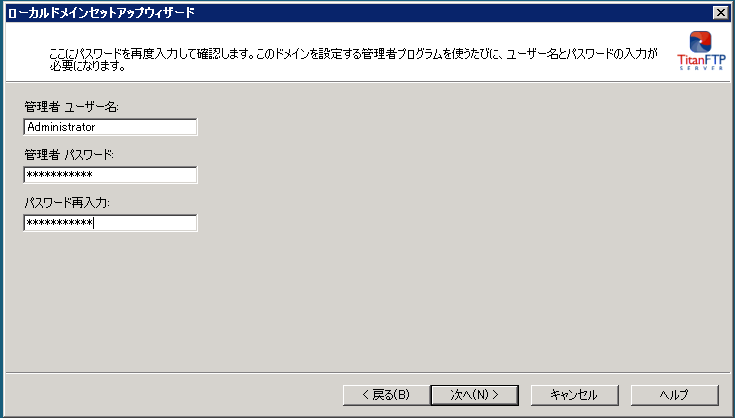 ローカルドメインセットアップウィザード
ここにパスワードを再度入力して確認します。このドメインを設定する管理者プログラムを使うたびに、ユーザー名とパスワードの入力が
必要になります。
TitanFTP
SERVER
管理者 ユーザー名:
Administrator
管理者 パスワード:
***********
パスワード再入力:
***********
< 戻る(B)
次へ(N) >
キャンセル
ヘルプ